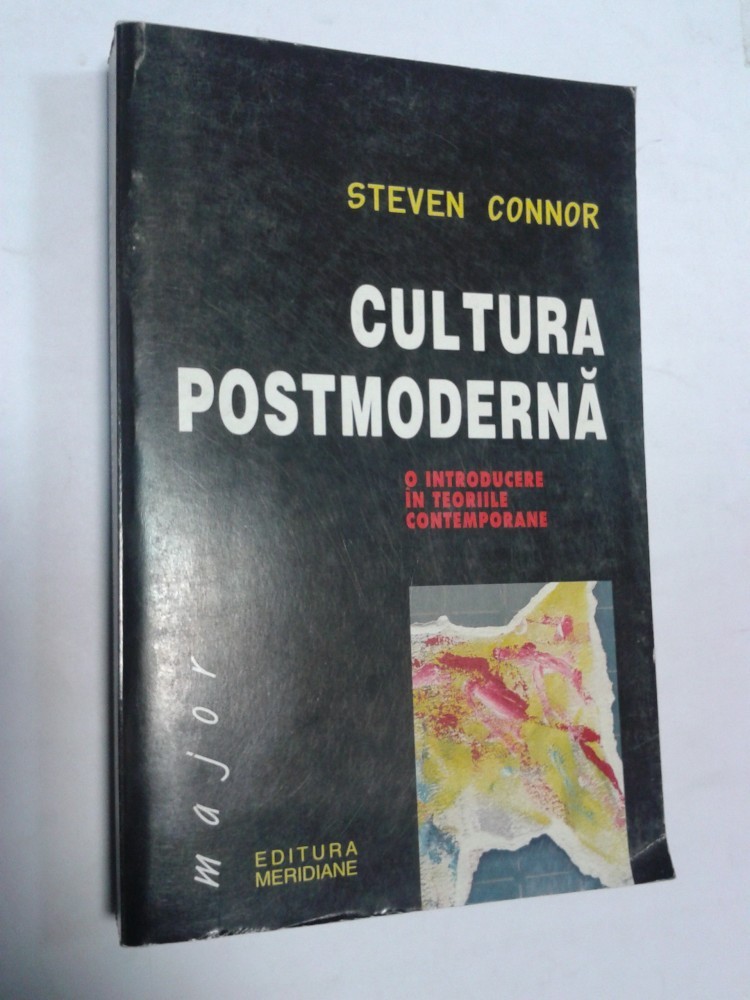 STEVEN CONNOR
CULTURA
POSTMODERNĂ
O INTRODUCERE
ÎN TEORIILE
CONTEMPORANE
major
EDITURA
MERIDIANE